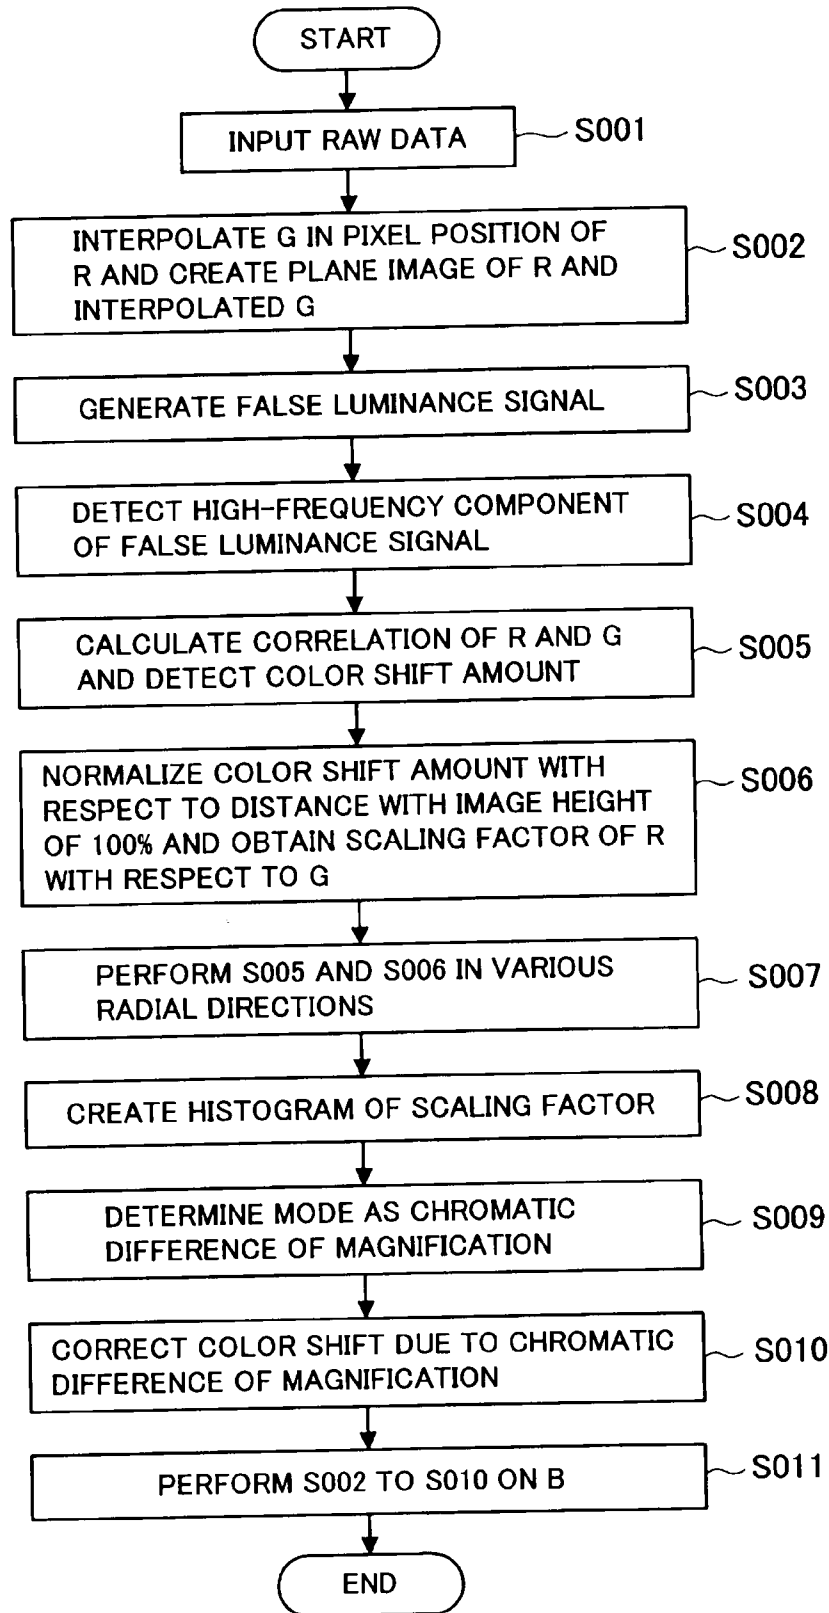 START
INPUT RAW DATA
S001
INTERPOLATE G IN PIXEL POSITION OF
R AND CREATE PLANE IMAGE OF R AND
INTERPOLATED G
S002
GENERATE FALSE LUMINANCE SIGNAL
S003
DETECT HIGH-FREQUENCY COMPONENT
OF FALSE LUMINANCE SIGNAL
S004
CALCULATE CORRELATION OF R AND G
AND DETECT COLOR SHIFT AMOUNT
S005
NORMALIZE COLOR SHIFT AMOUNT WITH
RESPECT TO DISTANCE WITH IMAGE HEIGHT
OF 100% AND OBTAIN SCALING FACTOR OF R
WITH RESPECT TO G
S006
PERFORM S005 AND S006 IN VARIOUS
RADIAL DIRECTIONS
S007
CREATE HISTOGRAM OF SCALING FACTOR
S008
DETERMINE MODE AS CHROMATIC
DIFFERENCE OF MAGNIFICATION
S009
CORRECT COLOR SHIFT DUE TO CHROMATIC
DIFFERENCE OF MAGNIFICATION
S010
PERFORM S002 TO S010 ON B
S011
END